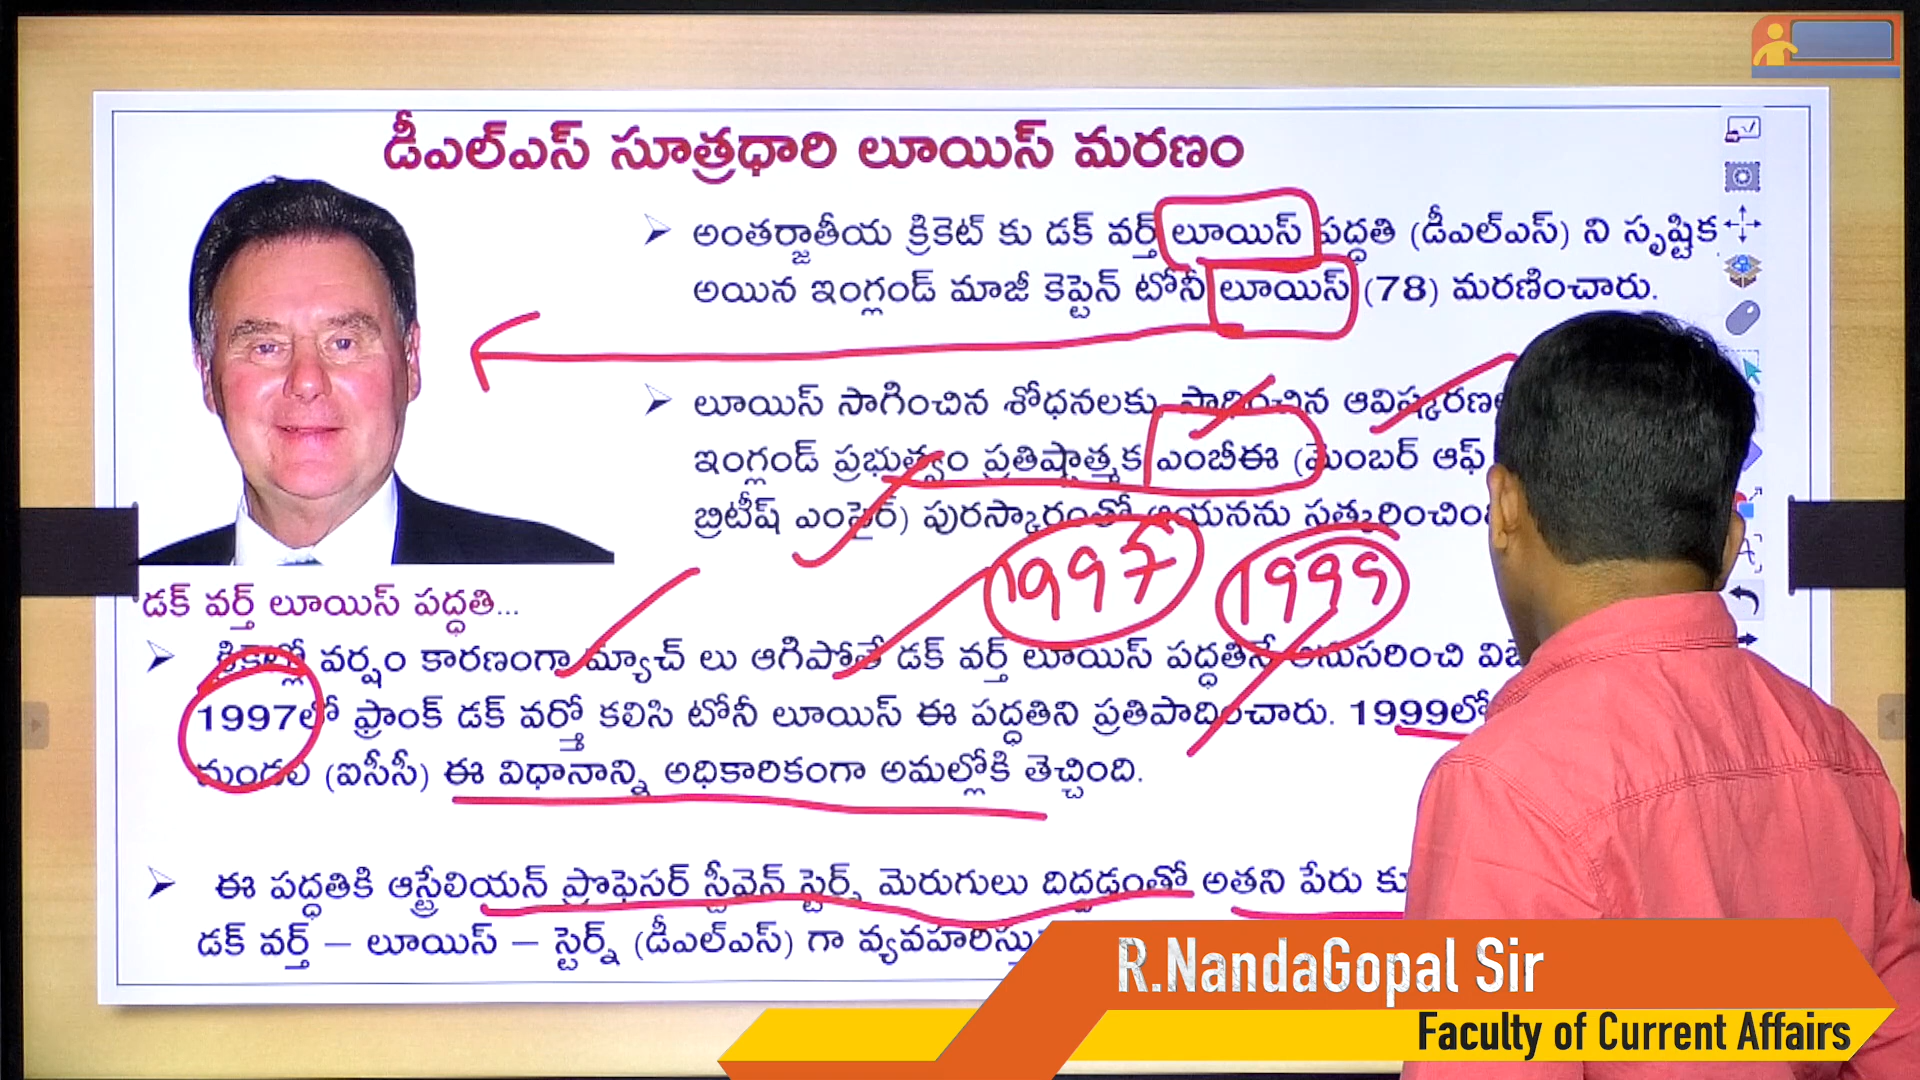 డీఎల్ఎస్ సూత్రధారి లూయిస్ మరణం
అంతర్జాతీయ క్రికెట్ కు డక్ వర్త్ లూయిస్ పద్ధతి (డీఎల్ఎస్) ని సృష్టిక
అయిన ఇంగ్లండ్ మాజీ కెప్టెన్ టోనీ లూయిస్ (78) మరణించారు.
లూయిస్ సాగించిన శోధనలకు, సాధించిన ఆవిష్కరణ
ఇంగ్లండ్ ప్రభుత్వం ప్రతిష్ఠాత్మక ఎంబీఈ (మెంబర్ ఆఫ్
బ్రిటీష్ ఎంపైర్) పురస్కారంతో ఆయనను సత్కరించిం
1997 1999
డక్ వర్త్ లూయిస్ పద్ధతి...
క్రికెట్లో వర్షం కారణంగా మ్యాచ్ లు ఆగిపోతే డక్ వర్త్ లూయిస్ పద్ధతినే అనుసరించి
1997లో ఫ్రాంక్ డక్ వర్త్తో కలిసి టోనీ లూయిస్ ఈ పద్ధతిని ప్రతిపాదించారు. 1999లో
మండలి (ఐసీసీ) ఈ విధానాన్ని అధికారికంగా అమల్లోకి తెచ్చింది.
ఈ పద్ధతికి ఆస్ట్రేలియన్ ప్రొఫెసర్ స్టీవెన్ స్టెర్న్ మెరుగులు దిద్దడంతో అతని పేరు కు
డక్ వర్త్ – లూయిస్ – స్టెర్న్ (డీఎల్ఎస్) గా వ్యవహరిస్తు
R.NandaGopal Sir
Faculty of Current Affairs